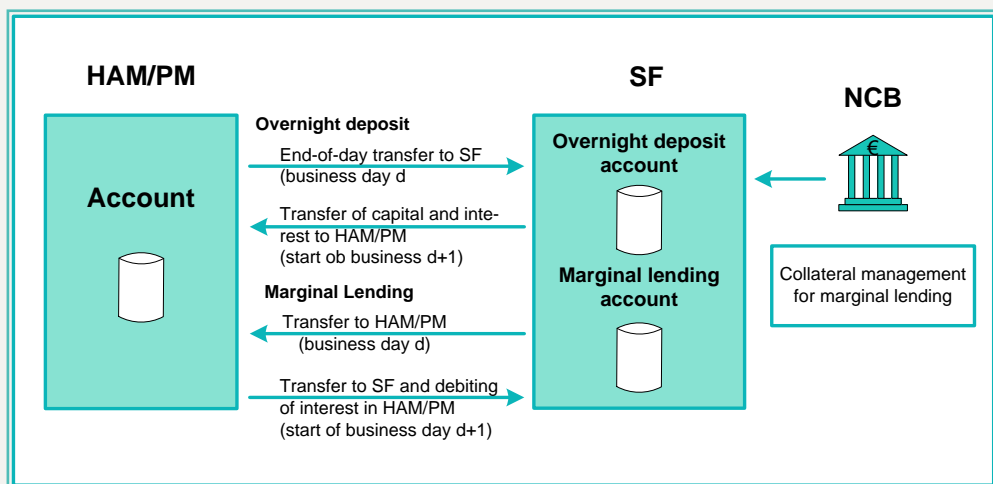 HAM/PM
SF
NCB
Account
Overnight deposit
End-of-day transfer to SF
(business day d
Transfer of capital and inte-
rest to HAM/PM
(start ob business d+1)
Marginal Lending
Transfer to HAM/PM
(business day d)
Transfer to SF and debiting
of interest in HAM/PM
(start of business day d+1)
Overnight deposit
account
Marginal lending
account
€
Collateral management
for marginal lending